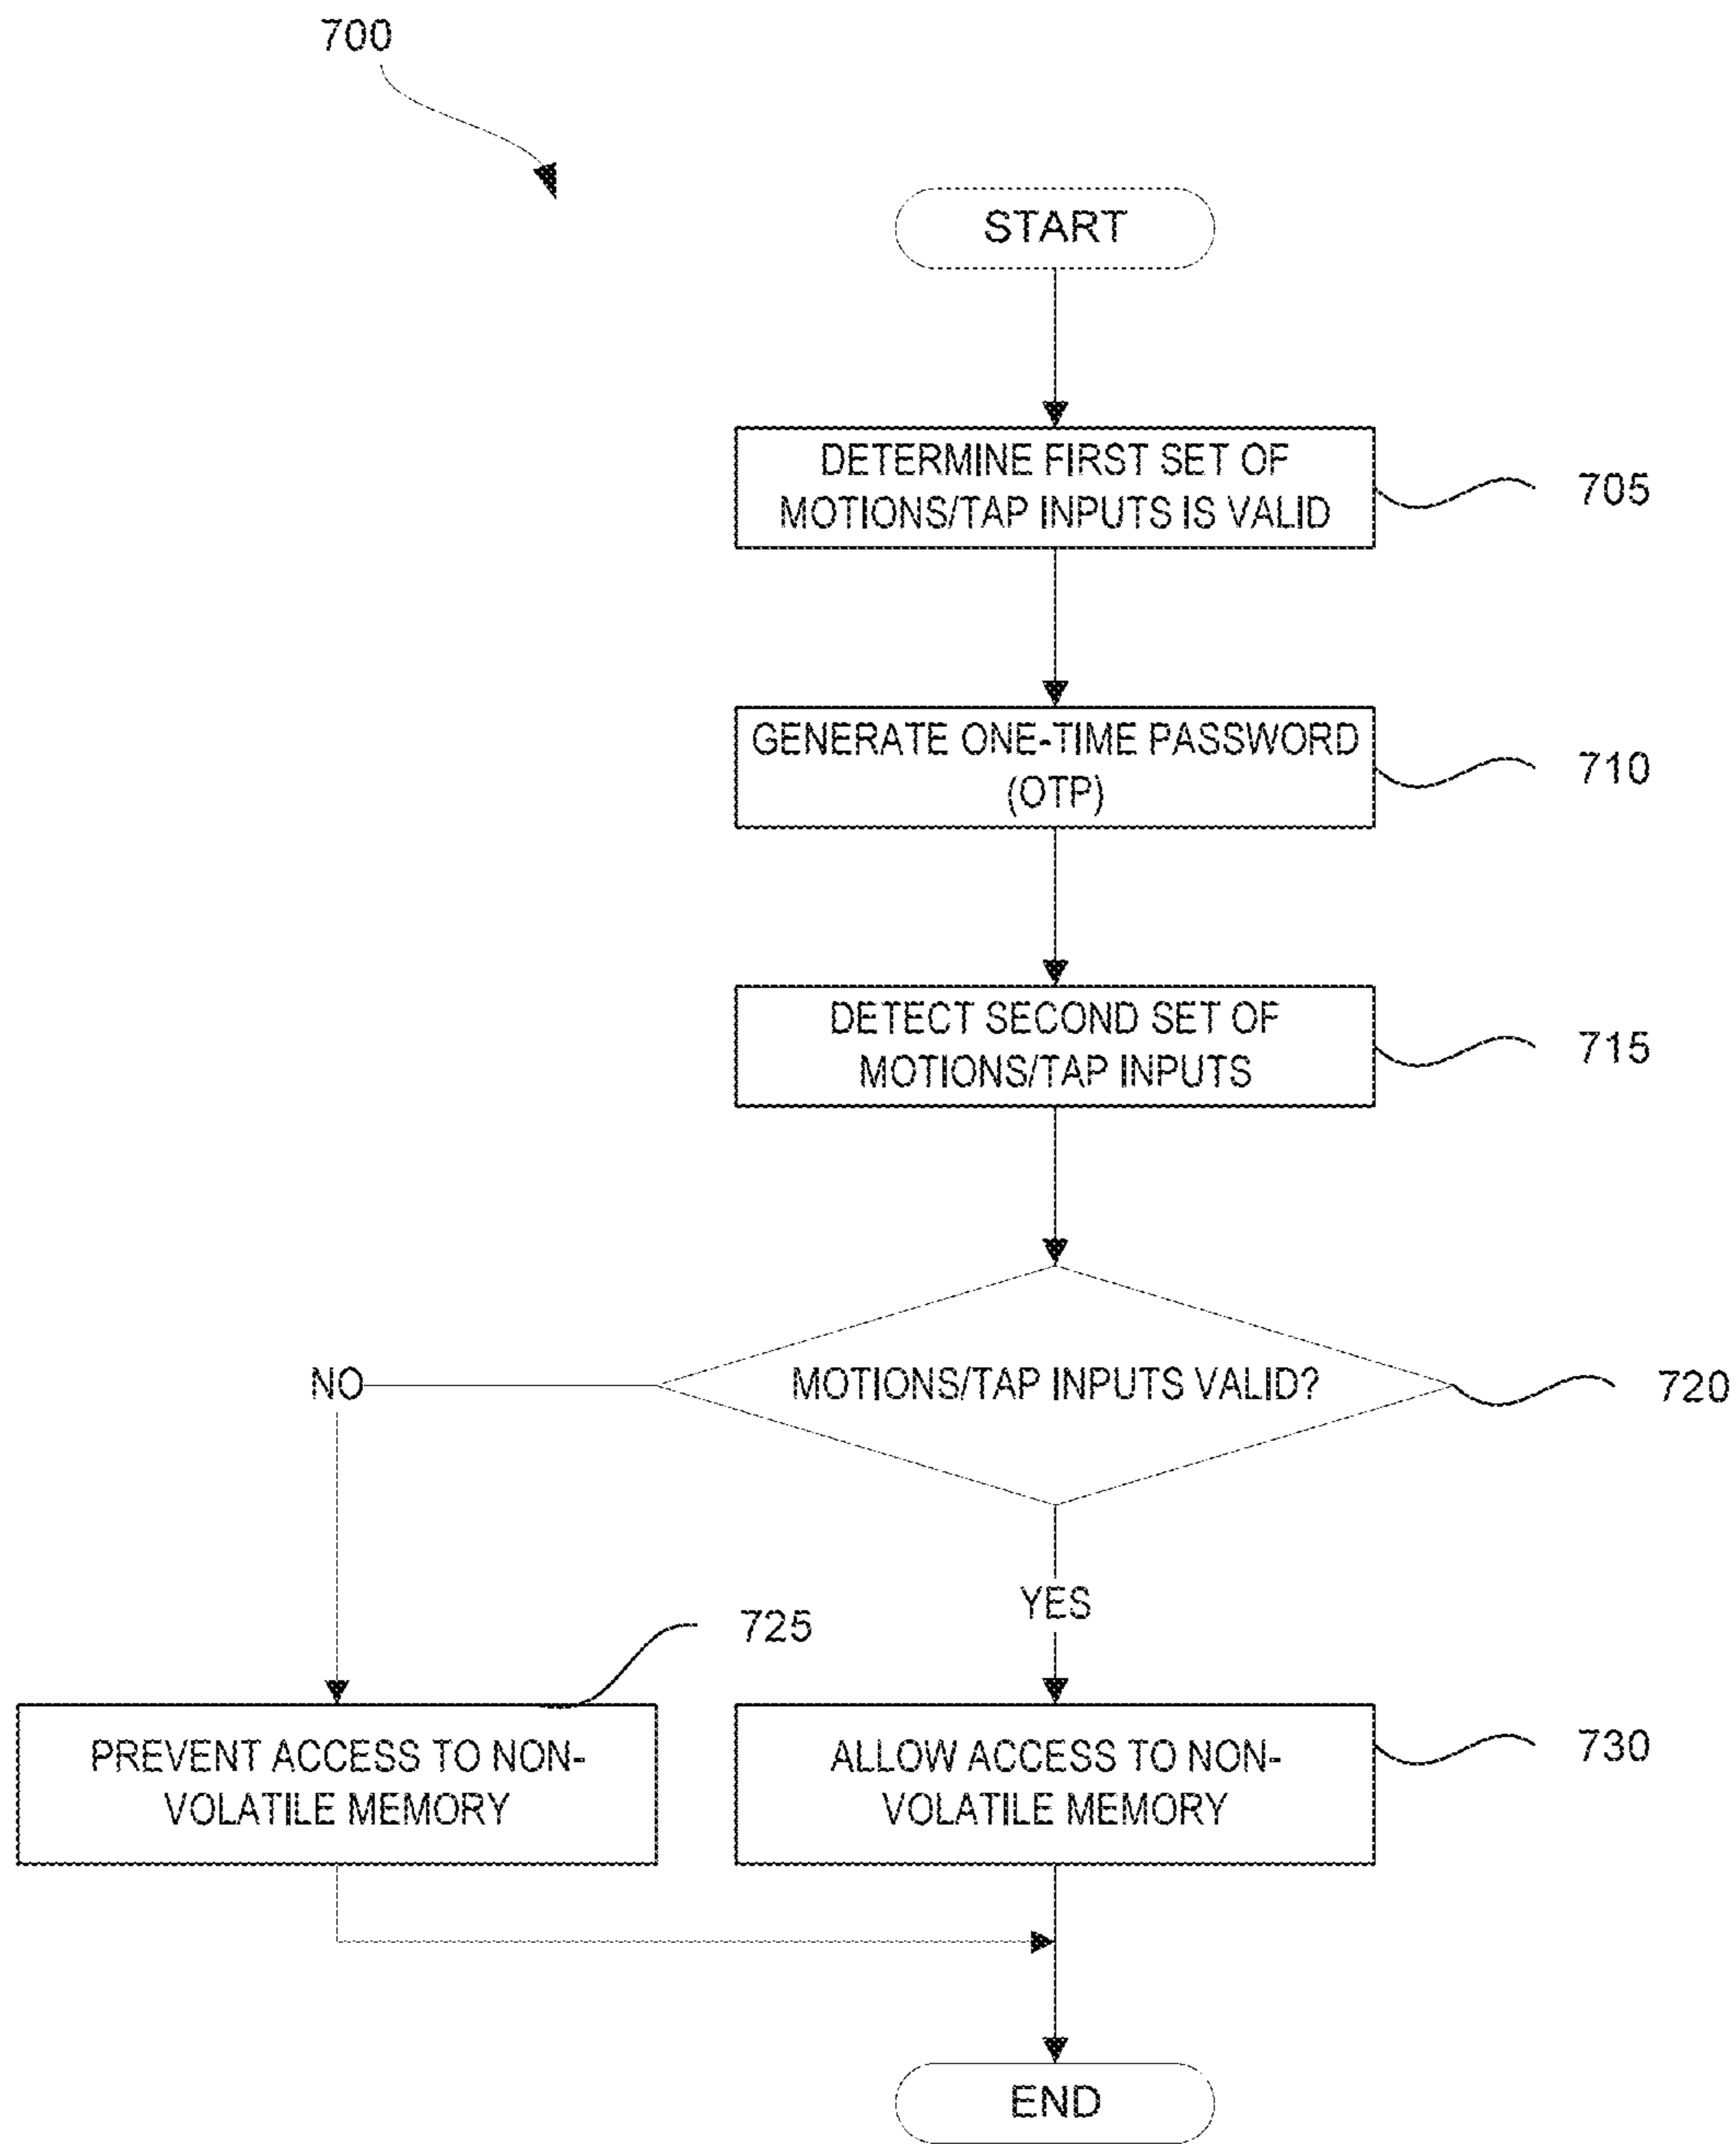 700
START
DETERMINE FIRST SET OF
MOTIONS/TAP INPUTS IS VALID
705
GENERATE ONE-TIME PASSWORD
(OTP)
710
DETECT SECOND SET OF
MOTIONS/TAP INPUTS
715
NO
MOTIONS/TAP INPUTS VALID?
720
YES
725
PREVENT ACCESS TO NON-
VOLATILE MEMORY
ALLOW ACCESS TO NON-
VOLATILE MEMORY
730
END